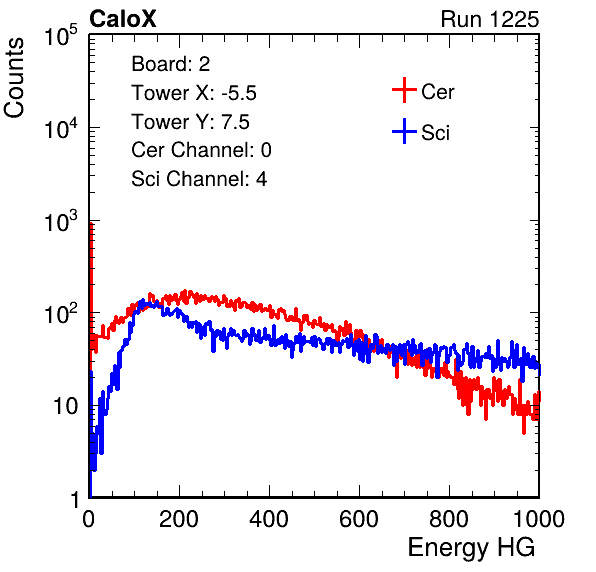 CaloX Run 1225
Counts
10^5
10^4
10^3
10^2
10
1
Board: 2
Tower X: -5.5
Tower Y: 7.5
Cer Channel: 0
Sci Channel: 4
Cer
Sci
0 200 400 600 800 1000
Energy HG